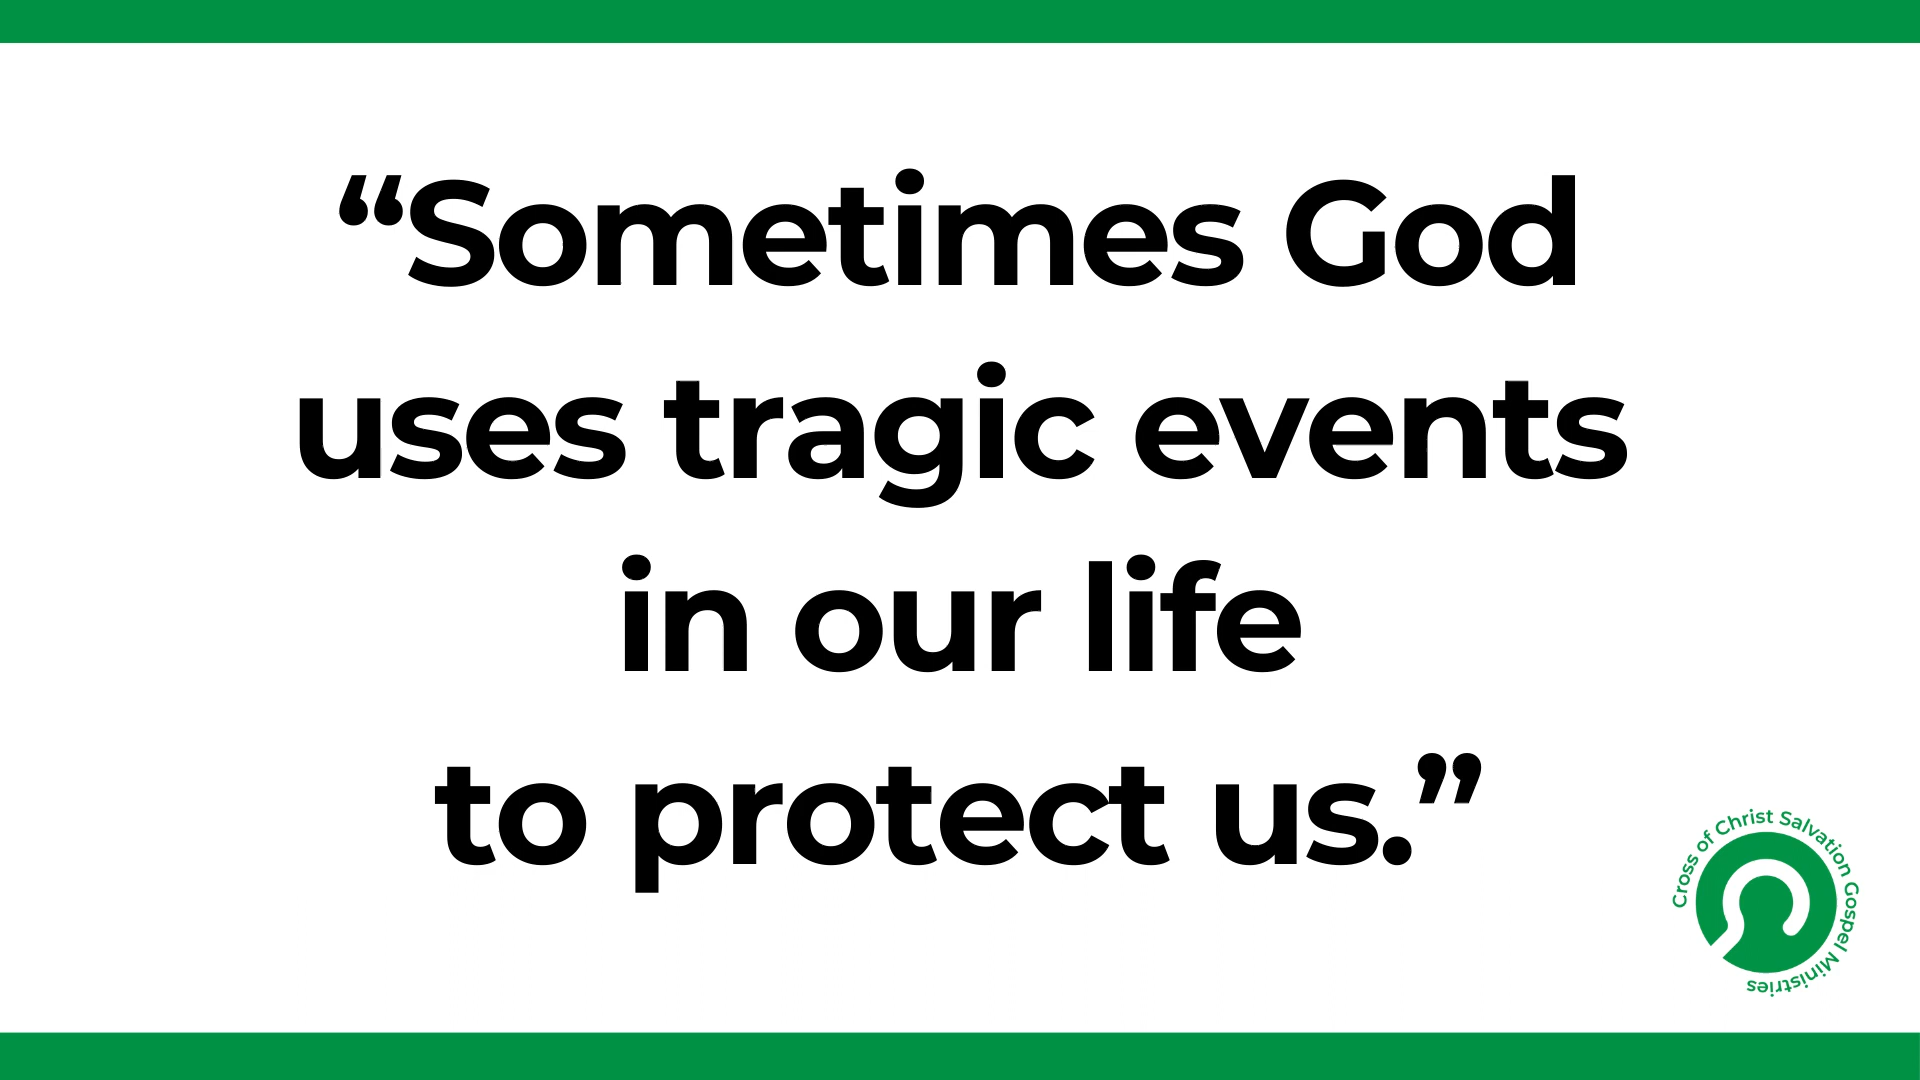 “Sometimes God
uses tragic events
in our life
to protect us.”
Cross of Christ Salvation Gospel Ministries